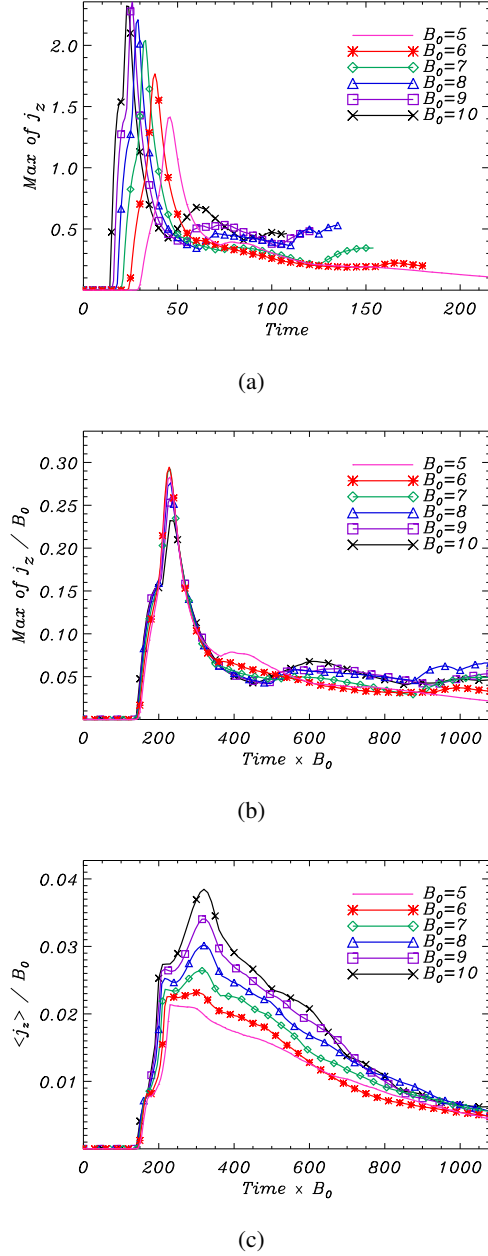 2.0
1.5
1.0
0.5
Max of j_z
B_0=5
B_0=6
B_0=7
B_0=8
B_0=9
B_0=10
0 50 100 150 200
Time
(a)
0.30
0.25
0.20
0.15
0.10
0.05
Max of j_z / B_0
B_0=5
B_0=6
B_0=7
B_0=8
B_0=9
B_0=10
0 200 400 600 800 1000
Time × B_0
(b)
0.04
0.03
0.02
0.01
<j_z> / B_0
B_0=5
B_0=6
B_0=7
B_0=8
B_0=9
B_0=10
0 200 400 600 800 1000
Time × B_0
(c)